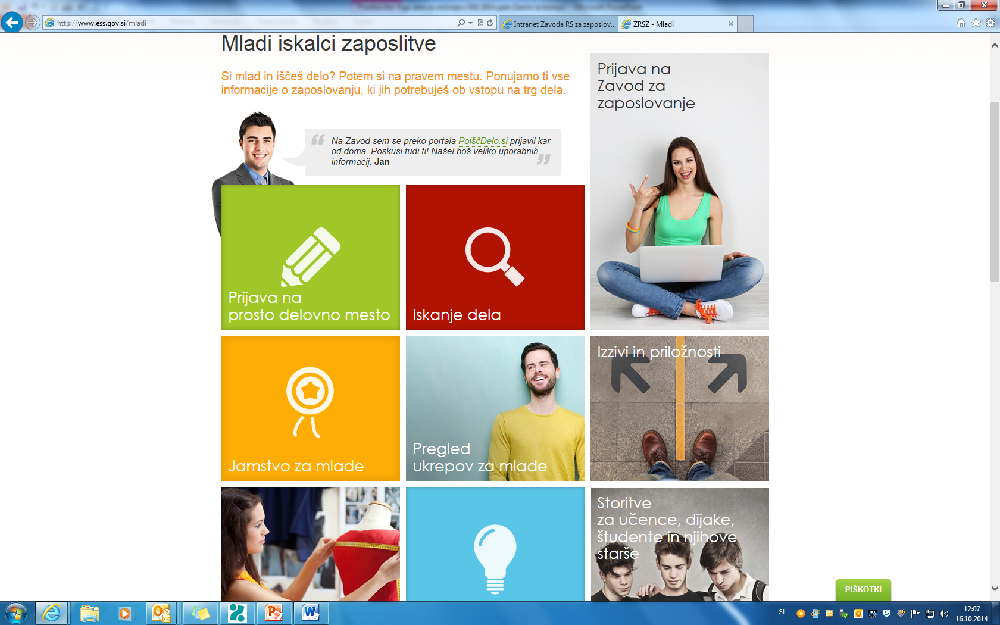 http://www.ess.gov.si/mladi
Intranet Zavoda RS za zaposlov...
ZRSZ - Mladi
Mladi iskalci zaposlitve
Si mlad in iščeš delo? Potem si na pravem mestu. Ponujamo ti vse
informacije o zaposlovanju, ki jih potrebuješ ob vstopu na trg dela.
Na Zavod sem se preko portala PoiščDelo.si prijavil kar
od doma. Poskusi tudi ti! Našel boš veliko uporabnih
informacij. Jan
Prijava na
Zavod za
zaposlovanje
Prijava na
prosto delovno mesto
Iskanje dela
Jamstvo za mlade
Pregled
ukrepov za mlade
Izzivi in priložnosti
Storitve
za učence, dijake,
študente in njihove
starše
PIŠKOTKI
SL
12:07
16.10.2014